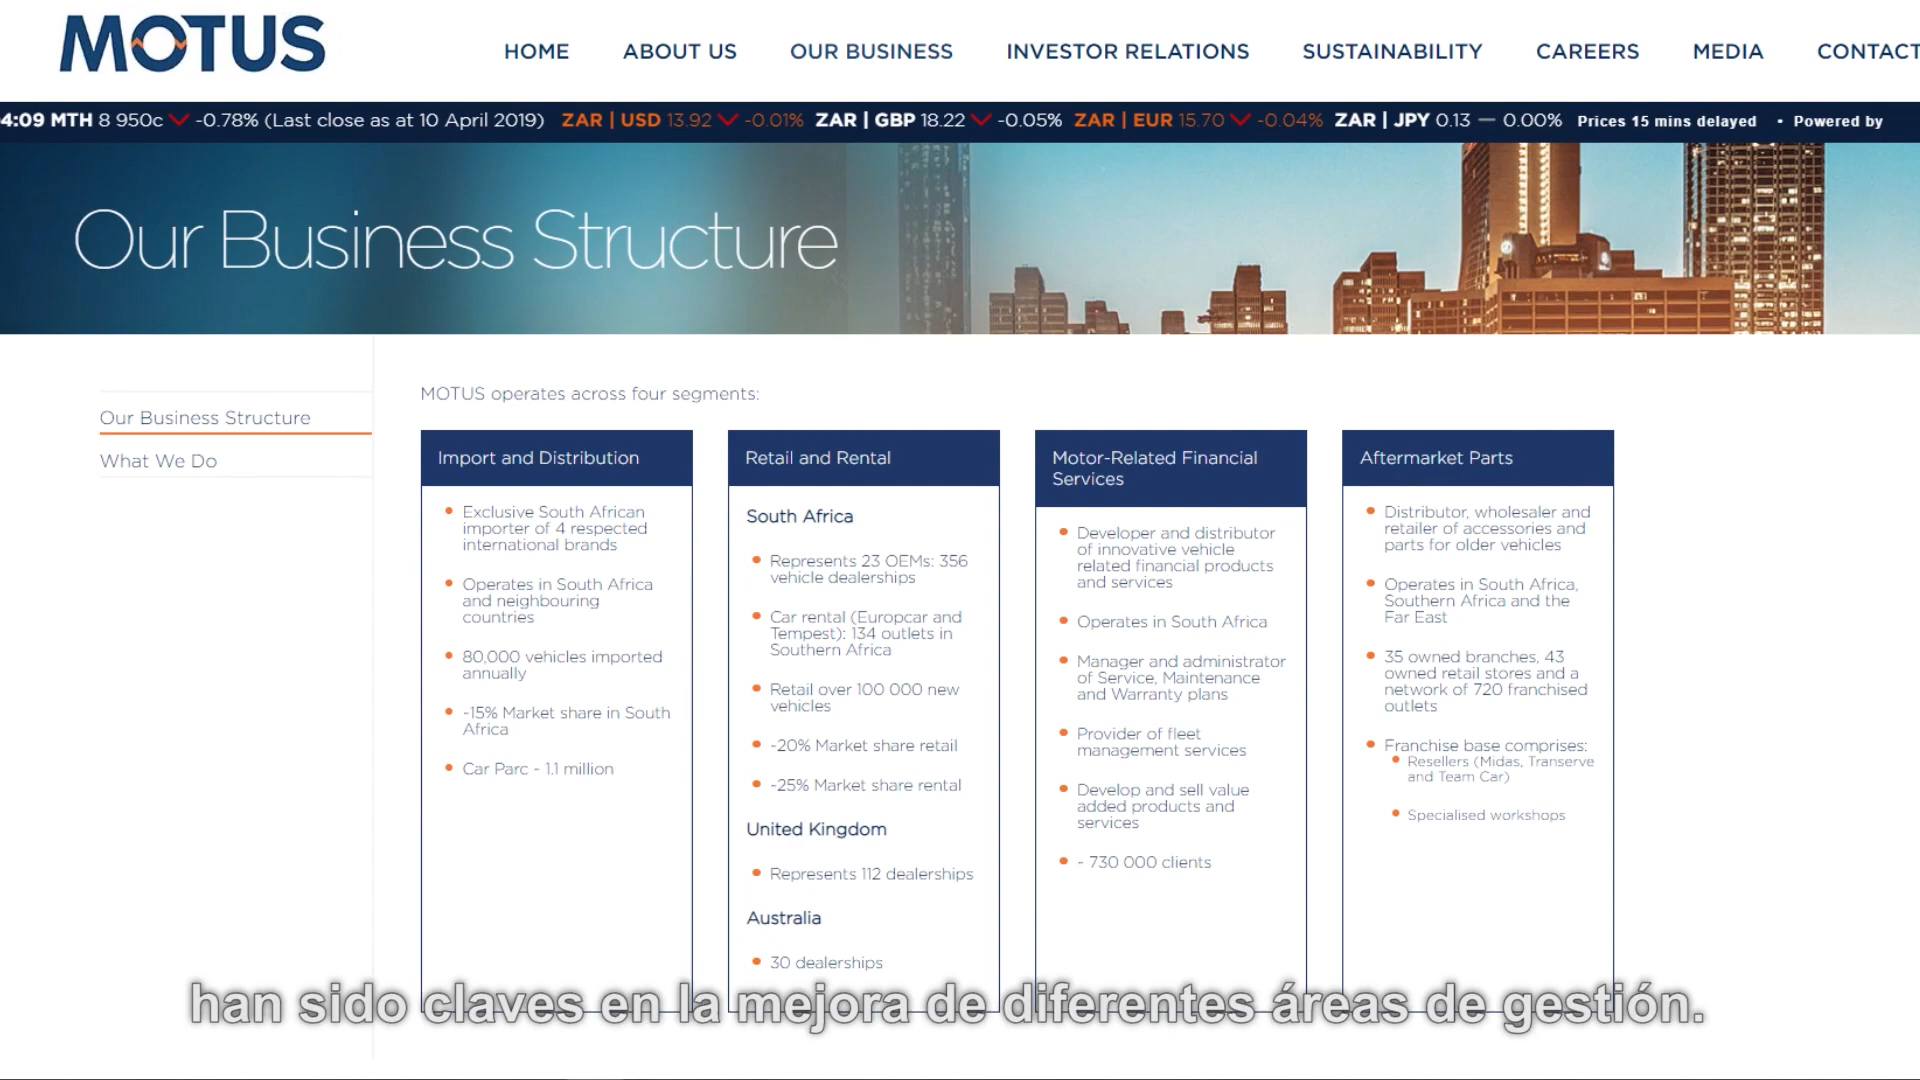 MOTUS
HOME ABOUT US OUR BUSINESS INVESTOR RELATIONS SUSTAINABILITY CAREERS MEDIA CONTACT
4:09 MTH 8 950c -0.78% (Last close as at 10 April 2019) ZAR | USD 13.92 -0.01% ZAR | GBP 18.22 -0.05% ZAR | EUR 15.70 -0.04% ZAR | JPY 0.13 — 0.00% Prices 15 mins delayed • Powered by
Our Business Structure
Our Business Structure
What We Do
MOTUS operates across four segments:
Import and Distribution
• Exclusive South African
importer of 4 respected
international brands
• Operates in South Africa
and neighbouring
countries
• 80,000 vehicles imported
annually
• ~15% Market share in South
Africa
• Car Parc ~ 1.1 million
Retail and Rental
South Africa
• Represents 23 OEMs: 356
vehicle dealerships
• Car rental (Europcar and
Tempest): 134 outlets in
Southern Africa
• Retail over 100 000 new
vehicles
• ~20% Market share retail
• ~25% Market share rental
United Kingdom
• Represents 112 dealerships
Australia
• 30 dealerships
Motor-Related Financial
Services
• Developer and distributor
of innovative vehicle
related financial products
and services
• Operates in South Africa
• Manager and administrator
of Service, Maintenance
and Warranty plans
• Provider of fleet
management services
• Develop and sell value
added products and
services
• ~ 730 000 clients
Aftermarket Parts
• Distributor, wholesaler and
retailer of accessories and
parts for older vehicles
• Operates in South Africa,
Southern Africa and the
Far East
• 35 owned branches, 43
owned retail stores and a
network of 720 franchised
outlets
• Franchise base comprises:
• Resellers (Midas, Transerve
and Team Car)
• Specialised workshops
han sido claves en la mejora de diferentes áreas de gestión.